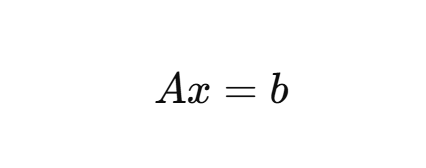 Ax = b